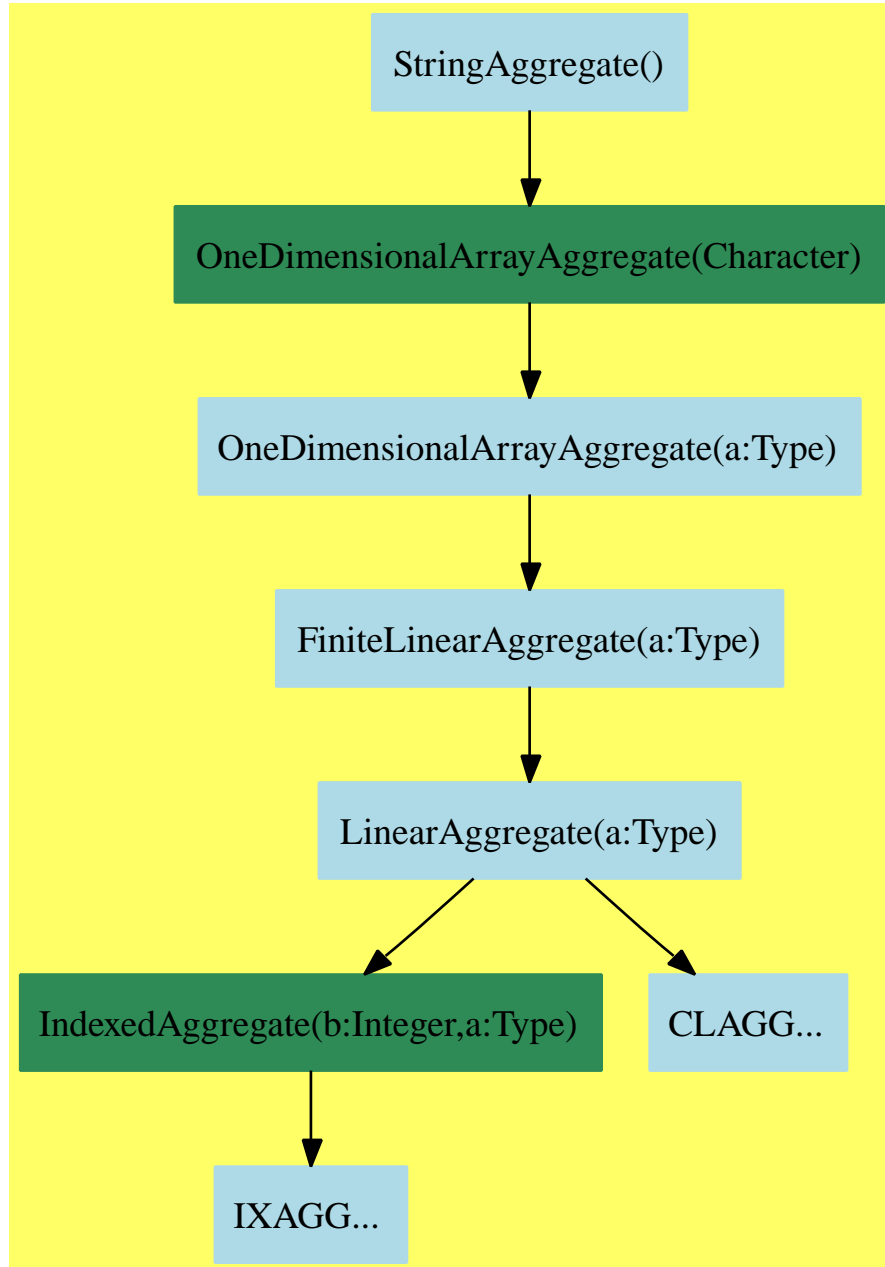 StringAggregate()
OneDimensionalArrayAggregate(Character)
OneDimensionalArrayAggregate(a:Type)
FiniteLinearAggregate(a:Type)
LinearAggregate(a:Type)
IndexedAggregate(b:Integer,a:Type)
CLAGG...
IXAGG...